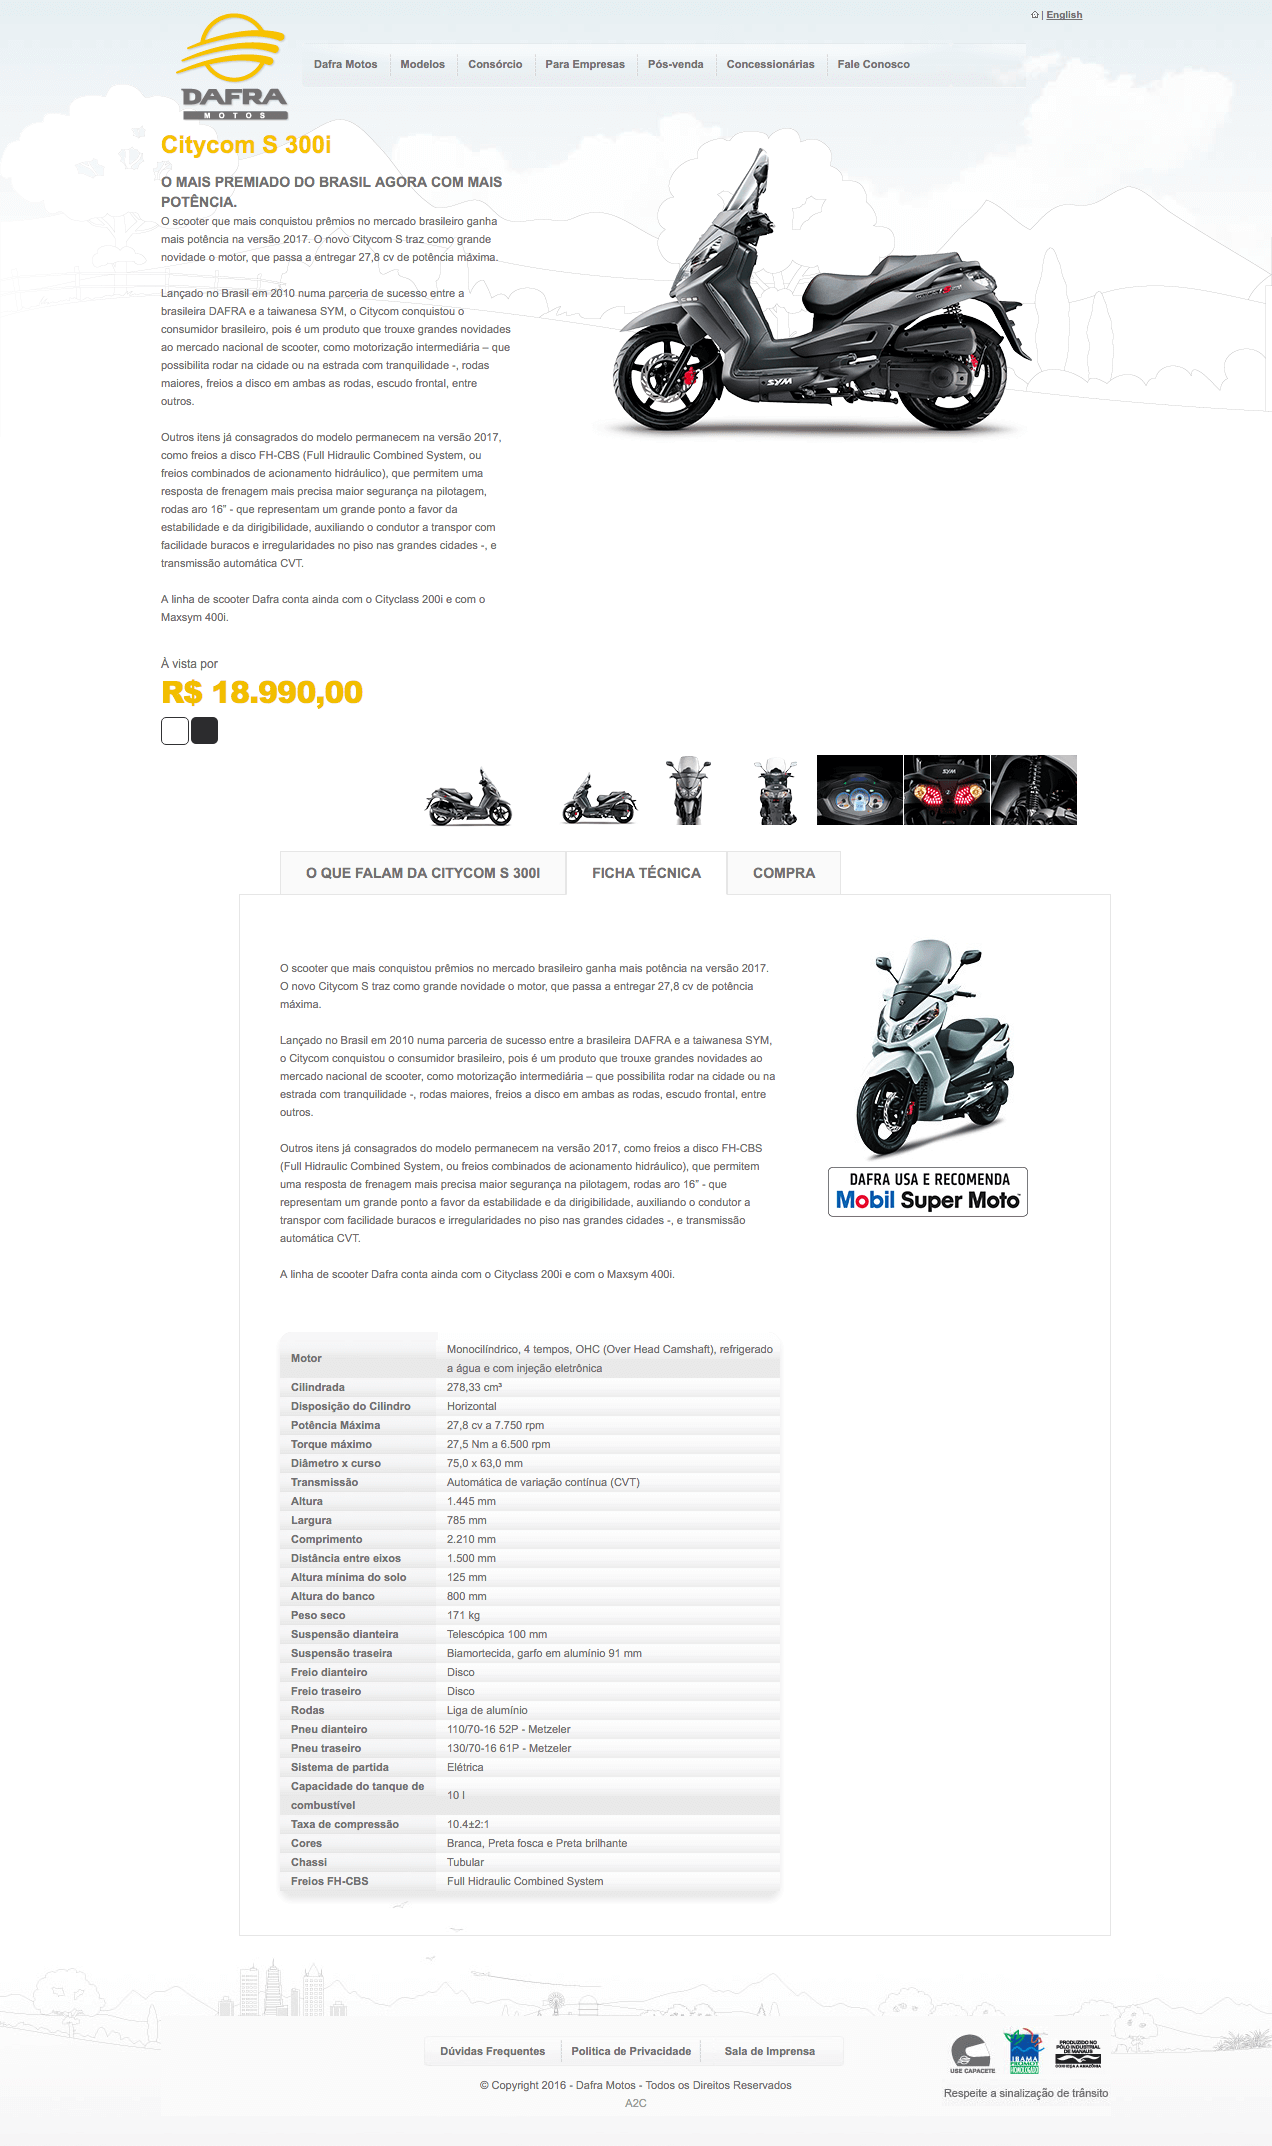 | English
Dafra Motos
Modelos
Consórcio
Para Empresas
Pós-venda
Concessionárias
Fale Conosco
DAFRA
MOTOS
Citycom S 300i
O MAIS PREMIADO DO BRASIL AGORA COM MAIS
POTÊNCIA.
O scooter que mais conquistou prêmios no mercado brasileiro ganha
mais potência na versão 2017. O novo Citycom S traz como grande
novidade o motor, que passa a entregar 27,8 cv de potência máxima.
Lançado no Brasil em 2010 numa parceria de sucesso entre a
brasileira DAFRA e a taiwanesa SYM, o Citycom conquistou o
consumidor brasileiro, pois é um produto que trouxe grandes novidades
ao mercado nacional de scooter, como motorização intermediária – que
possibilita rodar na cidade ou na estrada com tranquilidade -, rodas
maiores, freios a disco em ambas as rodas, escudo frontal, entre
outros.
Outros itens já consagrados do modelo permanecem na versão 2017,
como freios a disco FH-CBS (Full Hidraulic Combined System, ou
freios combinados de acionamento hidráulico), que permitem uma
resposta de frenagem mais precisa maior segurança na pilotagem,
rodas aro 16” - que representam um grande ponto a favor da
estabilidade e da dirigibilidade, auxiliando o condutor a transpor com
facilidade buracos e irregularidades no piso nas grandes cidades -, e
transmissão automática CVT.
A linha de scooter Dafra conta ainda com o Cityclass 200i e com o
Maxsym 400i.
SYM
À vista por
R$ 18.990,00
SYM
O QUE FALAM DA CITYCOM S 300I
FICHA TÉCNICA
COMPRA
O scooter que mais conquistou prêmios no mercado brasileiro ganha mais potência na versão 2017.
O novo Citycom S traz como grande novidade o motor, que passa a entregar 27,8 cv de potência
máxima.
Lançado no Brasil em 2010 numa parceria de sucesso entre a brasileira DAFRA e a taiwanesa SYM,
o Citycom conquistou o consumidor brasileiro, pois é um produto que trouxe grandes novidades ao
mercado nacional de scooter, como motorização intermediária – que possibilita rodar na cidade ou na
estrada com tranquilidade -, rodas maiores, freios a disco em ambas as rodas, escudo frontal, entre
outros.
Outros itens já consagrados do modelo permanecem na versão 2017, como freios a disco FH-CBS
(Full Hidraulic Combined System, ou freios combinados de acionamento hidráulico), que permitem
uma resposta de frenagem mais precisa maior segurança na pilotagem, rodas aro 16” - que
representam um grande ponto a favor da estabilidade e da dirigibilidade, auxiliando o condutor a
transpor com facilidade buracos e irregularidades no piso nas grandes cidades -, e transmissão
automática CVT.
A linha de scooter Dafra conta ainda com o Cityclass 200i e com o Maxsym 400i.
DAFRA USA E RECOMENDA
Mobil Super Moto™
Motor
Monocilíndrico, 4 tempos, OHC (Over Head Camshaft), refrigerado
a água e com injeção eletrônica
Cilindrada 278,33 cm³
Disposição do Cilindro Horizontal
Potência Máxima 27,8 cv a 7.750 rpm
Torque máximo 27,5 Nm a 6.500 rpm
Diâmetro x curso 75,0 x 63,0 mm
Transmissão Automática de variação contínua (CVT)
Altura 1.445 mm
Largura 785 mm
Comprimento 2.210 mm
Distância entre eixos 1.500 mm
Altura mínima do solo 125 mm
Altura do banco 800 mm
Peso seco 171 kg
Suspensão dianteira Telescópica 100 mm
Suspensão traseira Biamortecida, garfo em alumínio 91 mm
Freio dianteiro Disco
Freio traseiro Disco
Rodas Liga de alumínio
Pneu dianteiro 110/70-16 52P - Metzeler
Pneu traseiro 130/70-16 61P - Metzeler
Sistema de partida Elétrica
Capacidade do tanque de
combustível
10 l
Taxa de compressão 10.4±2:1
Cores Branca, Preta fosca e Preta brilhante
Chassi Tubular
Freios FH-CBS Full Hidraulic Combined System
Dúvidas Frequentes
Política de Privacidade
Sala de Imprensa
© Copyright 2016 - Dafra Motos - Todos os Direitos Reservados
A2C
USE CAPACETE
IBAMA
PRODUZIDO NO
PÓLO INDUSTRIAL
DE MANAUS
CONHEÇA A AMAZÔNIA
Respeite a sinalização de trânsito